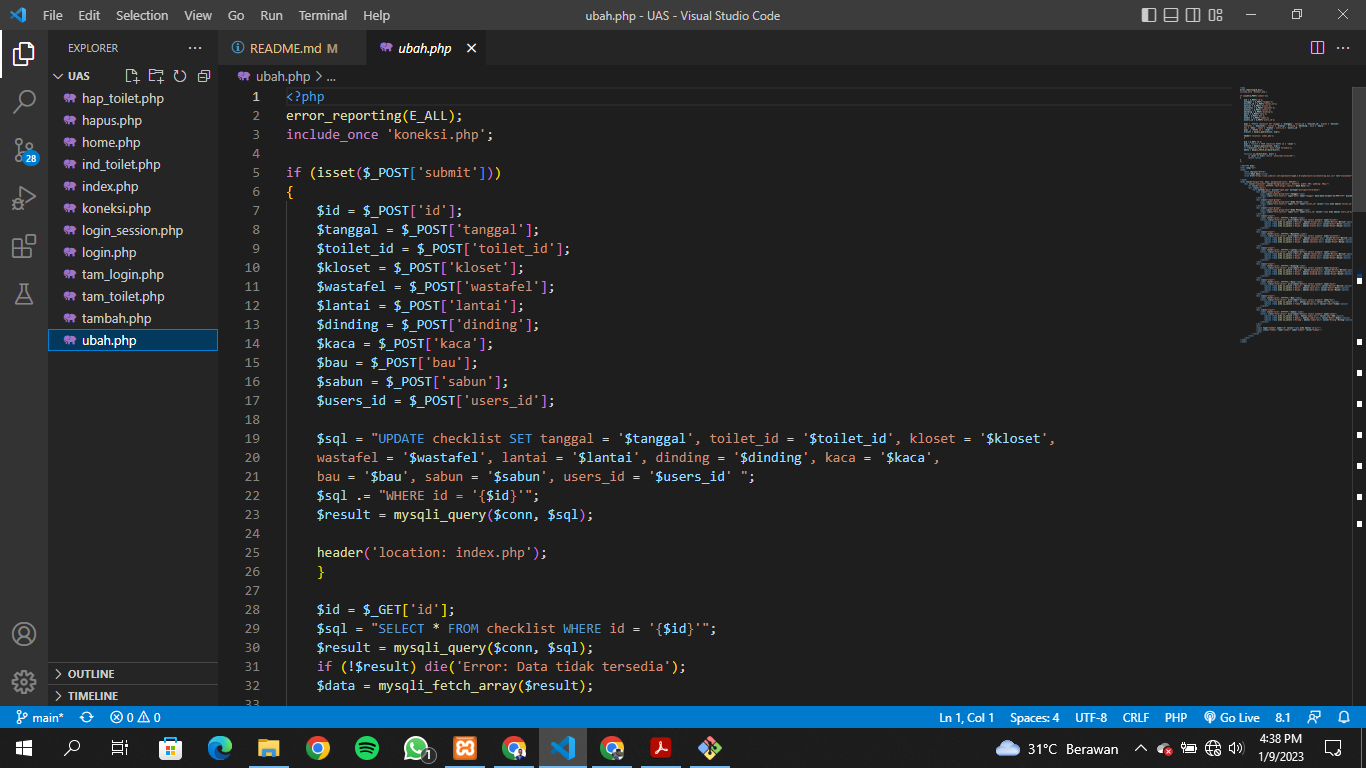 File Edit Selection View Go Run Terminal Help
ubah.php - UAS - Visual Studio Code
EXPLORER
UAS
hap_toilet.php
hapus.php
home.php
ind_toilet.php
index.php
koneksi.php
login_session.php
login.php
tam_login.php
tam_toilet.php
tambah.php
ubah.php
OUTLINE
TIMELINE
28
README.md M
ubah.php
ubah.php > ...
1 <?php
2 error_reporting(E_ALL);
3 include_once 'koneksi.php';
4
5 if (isset($_POST['submit']))
6 {
7 $id = $_POST['id'];
8 $tanggal = $_POST['tanggal'];
9 $toilet_id = $_POST['toilet_id'];
10 $kloset = $_POST['kloset'];
11 $wastafel = $_POST['wastafel'];
12 $lantai = $_POST['lantai'];
13 $dinding = $_POST['dinding'];
14 $kaca = $_POST['kaca'];
15 $bau = $_POST['bau'];
16 $sabun = $_POST['sabun'];
17 $users_id = $_POST['users_id'];
18
19 $sql = "UPDATE checklist SET tanggal = '$tanggal', toilet_id = '$toilet_id', kloset = '$kloset',
20 wastafel = '$wastafel', lantai = '$lantai', dinding = '$dinding', kaca = '$kaca',
21 bau = '$bau', sabun = '$sabun', users_id = '$users_id' ";
22 $sql .= "WHERE id = '{$id}'";
23 $result = mysqli_query($conn, $sql);
24
25 header('location: index.php');
26 }
27
28 $id = $_GET['id'];
29 $sql = "SELECT * FROM checklist WHERE id = '{$id}'";
30 $result = mysqli_query($conn, $sql);
31 if (!$result) die('Error: Data tidak tersedia');
32 $data = mysqli_fetch_array($result);
33
main* 0 0
Ln 1, Col 1 Spaces: 4 UTF-8 CRLF PHP Go Live 8.1
1
31°C Berawan
4:38 PM
1/9/2023